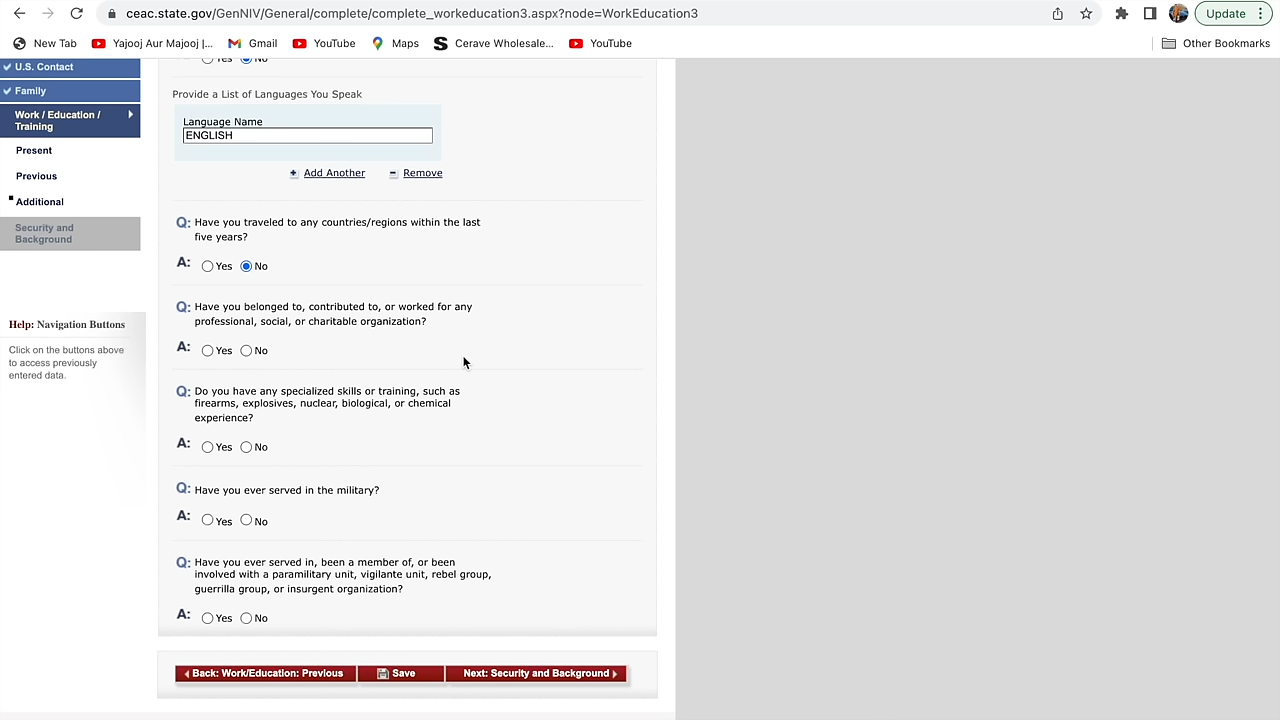 ceac.state.gov/GenNIV/General/complete/complete_workeducation3.aspx?node=WorkEducation3
Update
New Tab
Yajooj Aur Majooj |...
Gmail
YouTube
Maps
Cerave Wholesale...
YouTube
Other Bookmarks
U.S. Contact
Family
Work / Education /
Training
Present
Previous
Additional
Security and
Background
Help: Navigation Buttons
Click on the buttons above
to access previously
entered data.
Yes No
Provide a List of Languages You Speak
Language Name
ENGLISH
Add Another Remove
Q: Have you traveled to any countries/regions within the last
five years?
A: Yes No
Q: Have you belonged to, contributed to, or worked for any
professional, social, or charitable organization?
A: Yes No
Q: Do you have any specialized skills or training, such as
firearms, explosives, nuclear, biological, or chemical
experience?
A: Yes No
Q: Have you ever served in the military?
A: Yes No
Q: Have you ever served in, been a member of, or been
involved with a paramilitary unit, vigilante unit, rebel group,
guerrilla group, or insurgent organization?
A: Yes No
Back: Work/Education: Previous
Save
Next: Security and Background